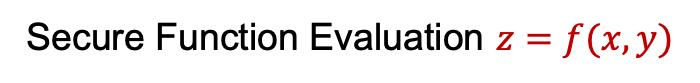 Secure Function Evaluation z = f(x, y)